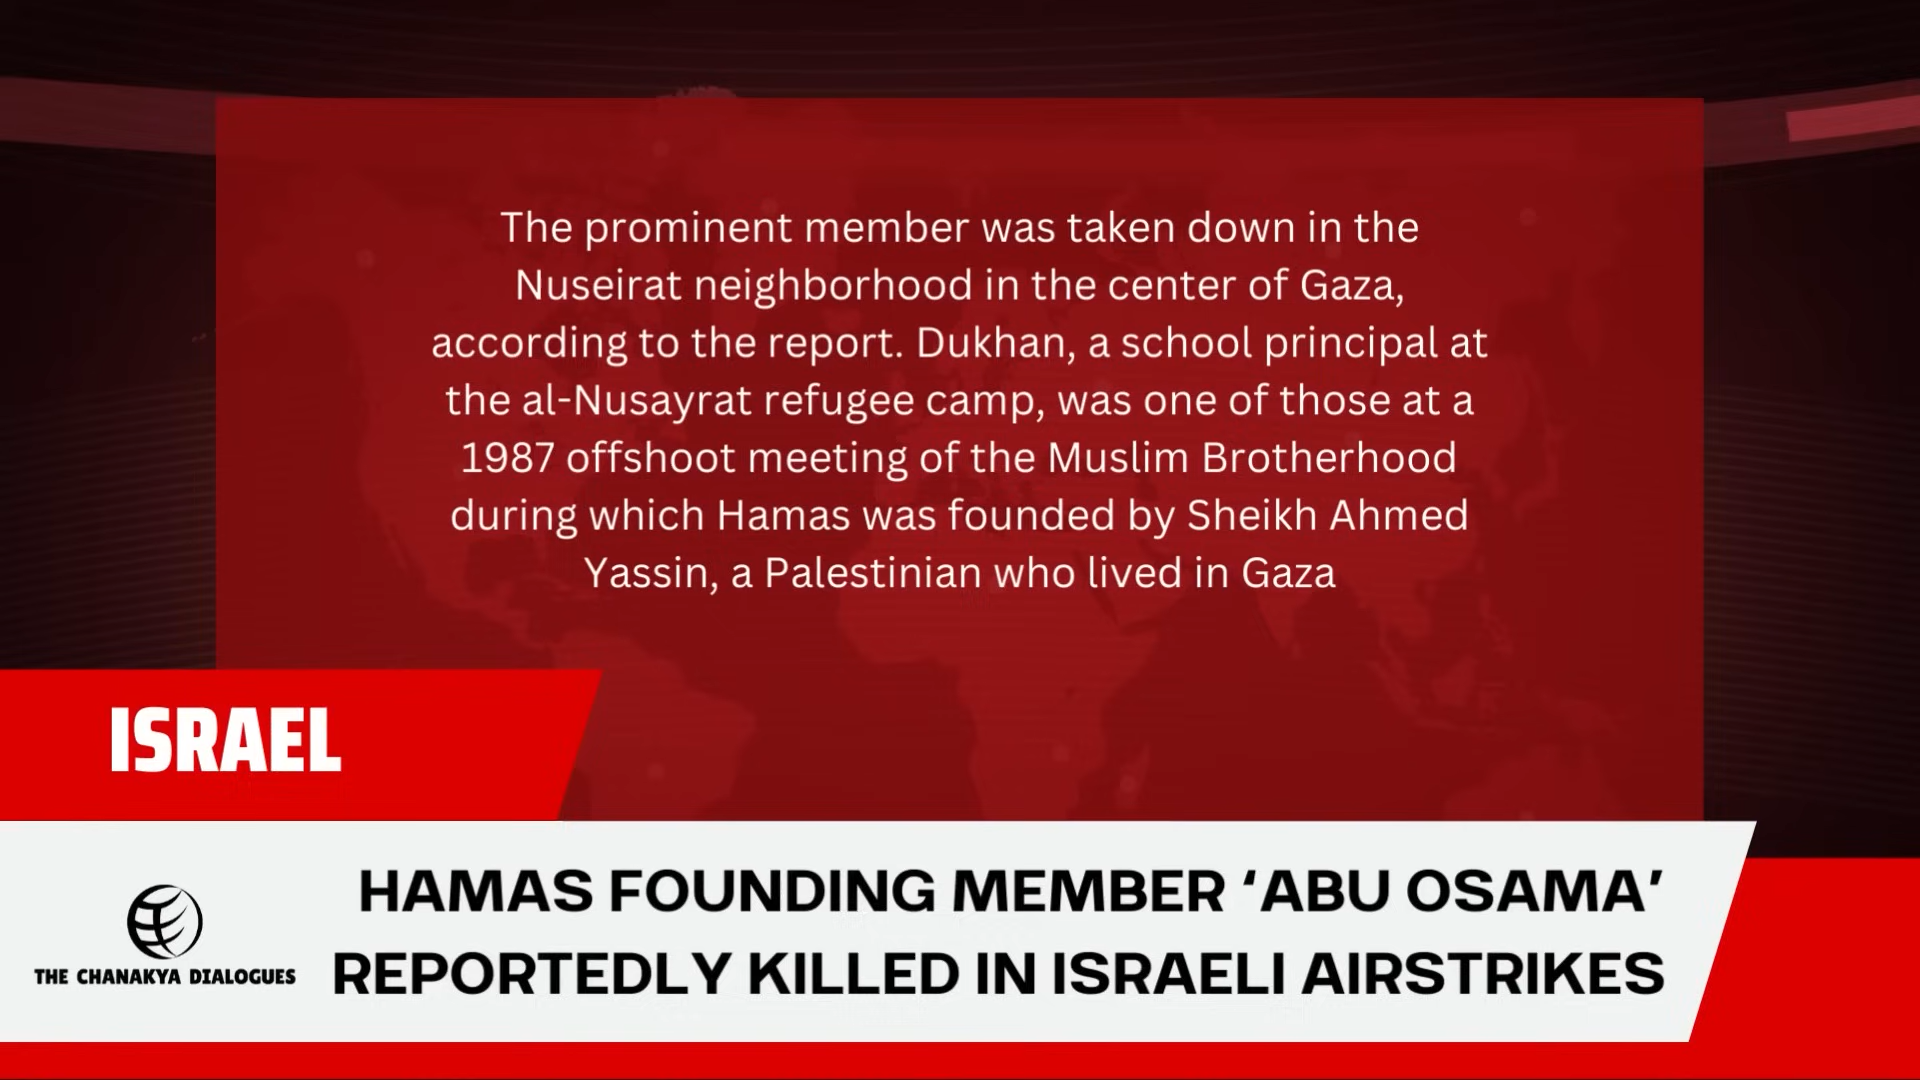 The prominent member was taken down in the
Nuseirat neighborhood in the center of Gaza,
according to the report. Dukhan, a school principal at
the al-Nusayrat refugee camp, was one of those at a
1987 offshoot meeting of the Muslim Brotherhood
during which Hamas was founded by Sheikh Ahmed
Yassin, a Palestinian who lived in Gaza
ISRAEL
HAMAS FOUNDING MEMBER ‘ABU OSAMA’
REPORTEDLY KILLED IN ISRAELI AIRSTRIKES
THE CHANAKYA DIALOGUES